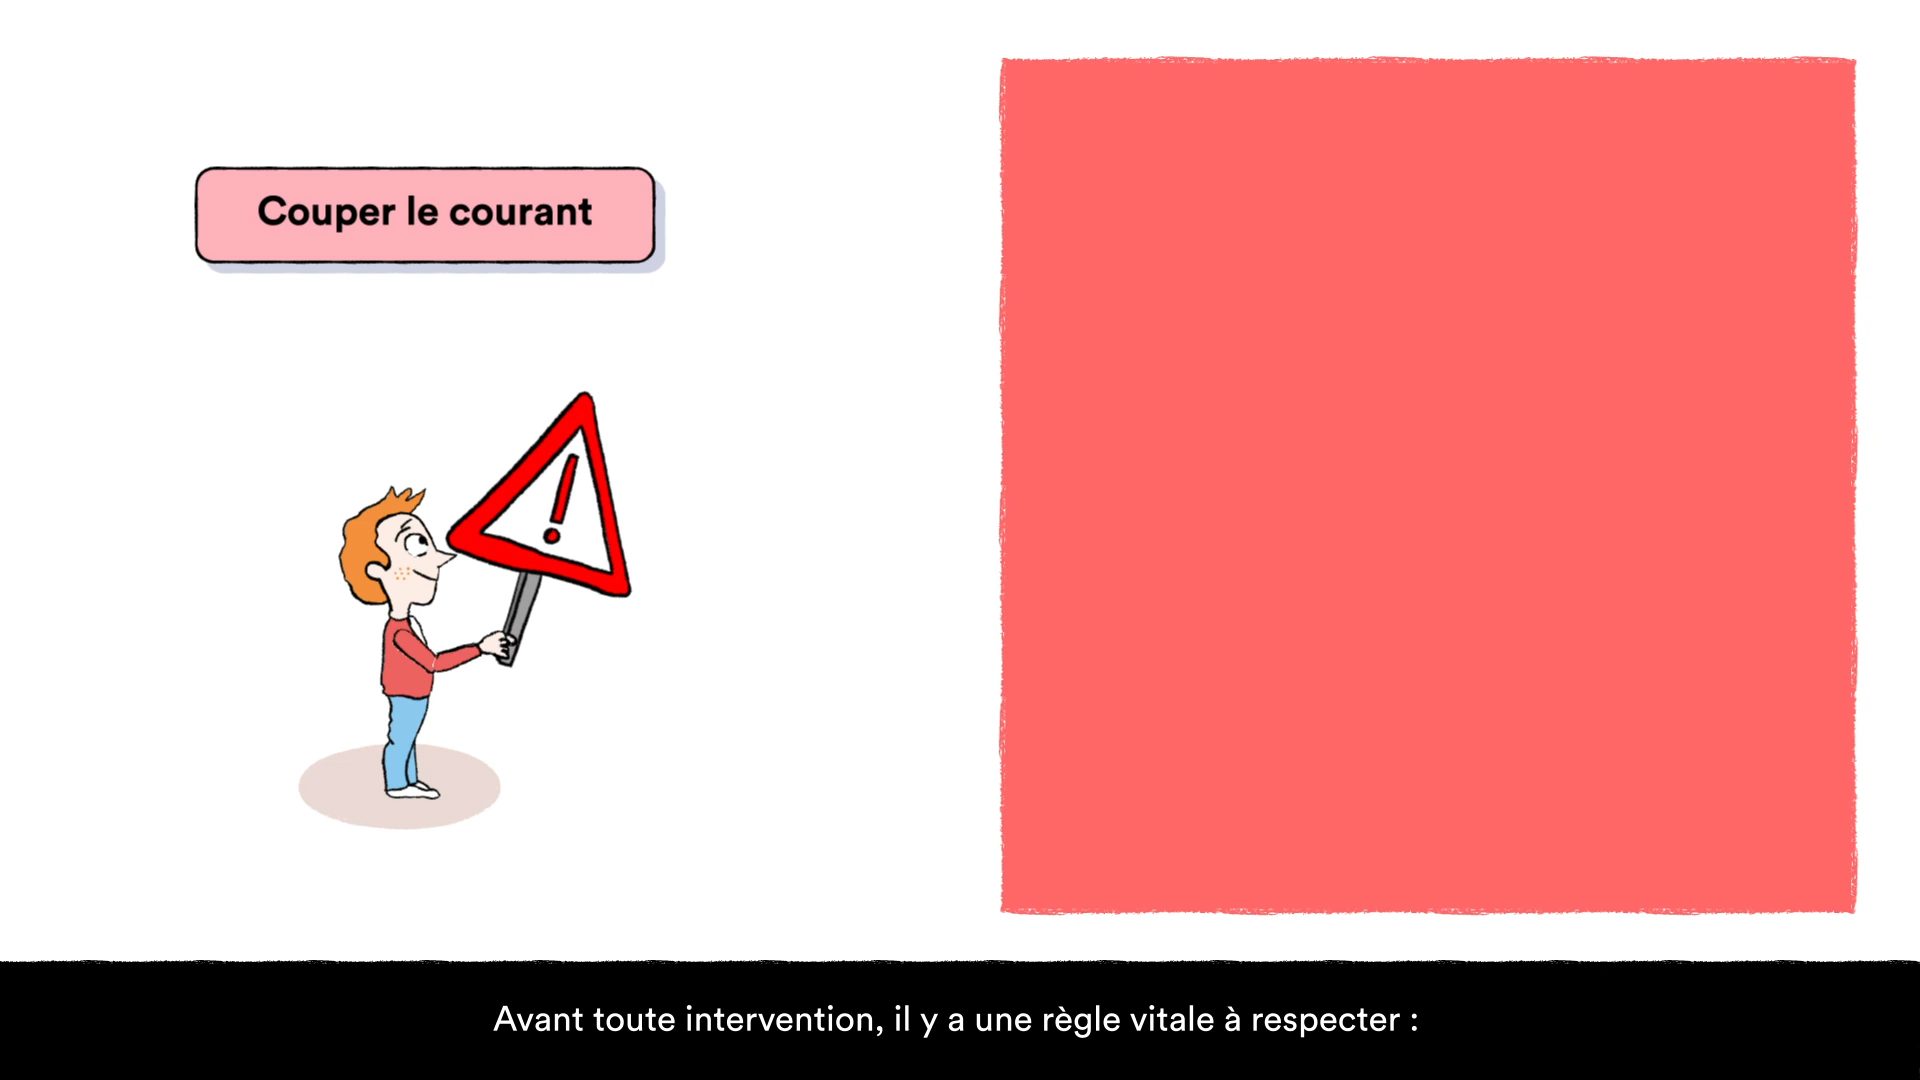 Couper le courant
Avant toute intervention, il y a une règle vitale à respecter :